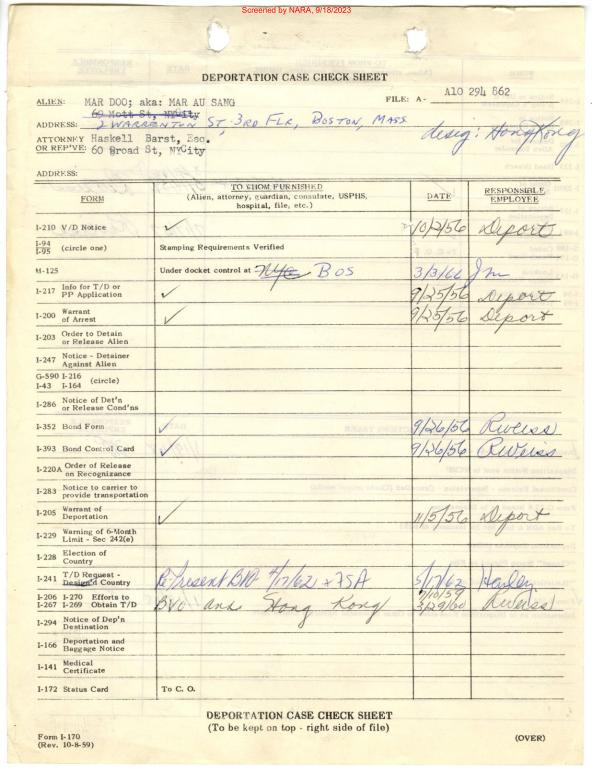 Screened by NARA, 9/18/2023
DEPORTATION CASE CHECK SHEET
ALIEN: MAR DOO; aka: MAR AU SANG
FILE: A- A10 294 862
69 Mott St, NYCity
ADDRESS: 2 WARRENTON ST 3RD FLR, BOSTON, MASS.
desig: Hong Kong
ATTORNEY OR REP'VE: Haskell Barst, Esq.
60 Broad St, NYCity
ADDRESS:
FORM TO WHOM FURNISHED (Alien, attorney, guardian, consulate, USPHS, hospital, file, etc.) DATE RESPONSIBLE EMPLOYEE
I-210 V/D Notice ✓ 10/2/56 Deport
I-94 I-95 (circle one) Stamping Requirements Verified
M-125 Under docket control at NYC BOS 3/3/66 Jm
I-217 Info for T/D or PP Application ✓ 9/25/56 Deport
I-200 Warrant of Arrest ✓ 9/25/56 Deport
I-203 Order to Detain or Release Alien
I-247 Notice - Detainer Against Alien
G-590 I-216 I-43 I-164 (circle)
I-286 Notice of Det'n or Release Cond'ns
I-352 Bond Form ✓ 9/26/56 RWeiss
I-393 Bond Control Card ✓ 9/26/56 RWeiss
I-220A Order of Release on Recognizance
I-283 Notice to carrier to provide transportation
I-205 Warrant of Deportation ✓ 11/5/56 Deport
I-229 Warning of 6-Month Limit - Sec 242(e)
I-228 Election of Country
I-241 T/D Request - Design'd Country Re Present BVO 4/17/62 + 7SA 5/17/62
I-206 I-270 Efforts to I-267 I-269 Obtain T/D BVO and Hong Kong 7/10/59 3/29/60 RWeiss
I-294 Notice of Dep'n Destination
I-166 Deportation and Baggage Notice
I-141 Medical Certificate
I-172 Status Card To C. O.
DEPORTATION CASE CHECK SHEET
(To be kept on top - right side of file)
Form I-170
(Rev. 10-8-59)
(OVER)